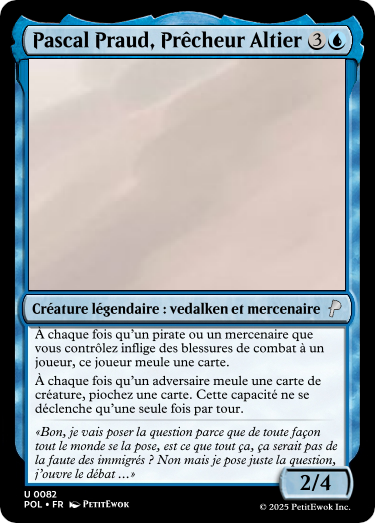 Pascal Praud, Prêcheur Altier 3
Créature légendaire : vedalken et mercenaire
À chaque fois qu'un pirate ou un mercenaire que
vous contrôlez inflige des blessures de combat à un
joueur, ce joueur meule une carte.
À chaque fois qu'un adversaire meule une carte de
créature, piochez une carte. Cette capacité ne se
déclenche qu'une seule fois par tour.
«Bon, je vais poser la question parce que de toute façon
tout le monde se la pose, est ce que tout ça, ça serait pas de
la faute des immigrés ? Non mais je pose juste la question,
j'ouvre le débat ...»
2/4
U 0082
POL • FR PetitEwok
© 2025 PetitEwok Inc.